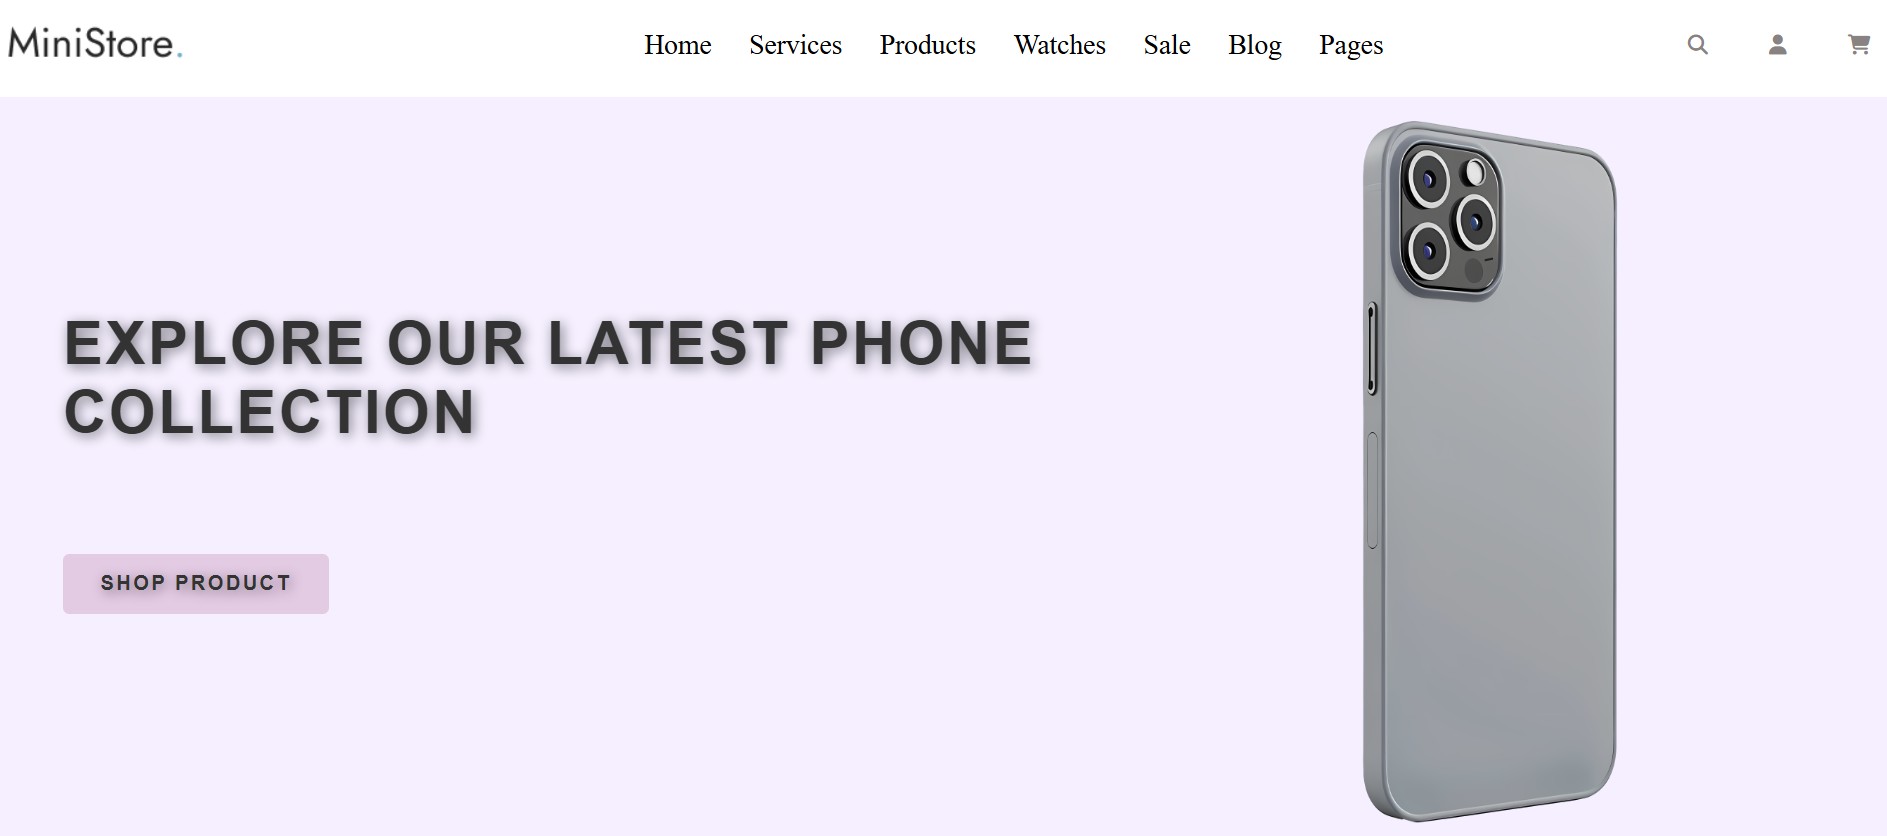 MiniStore.
Home Services Products Watches Sale Blog Pages
EXPLORE OUR LATEST PHONE
COLLECTION
SHOP PRODUCT